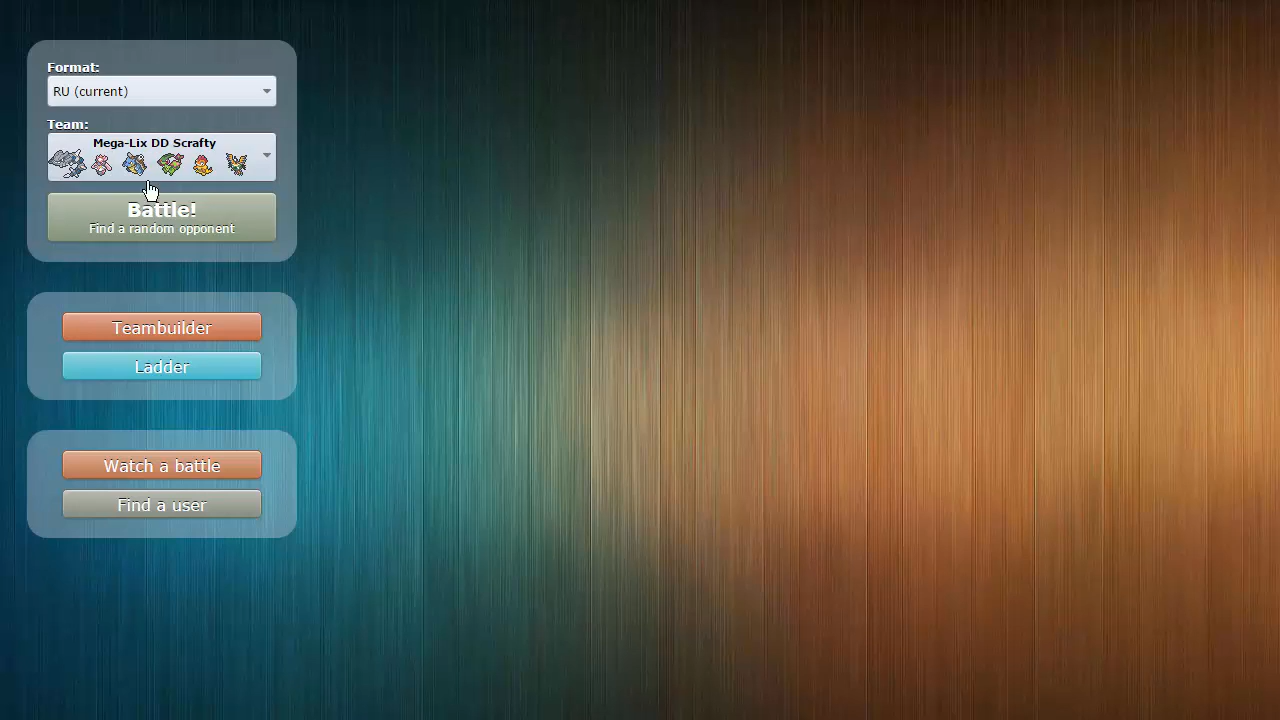 Format:
RU (current)
Team:
Mega-Lix DD Scrafty
Battle!
Find a random opponent
Teambuilder
Ladder
Watch a battle
Find a user